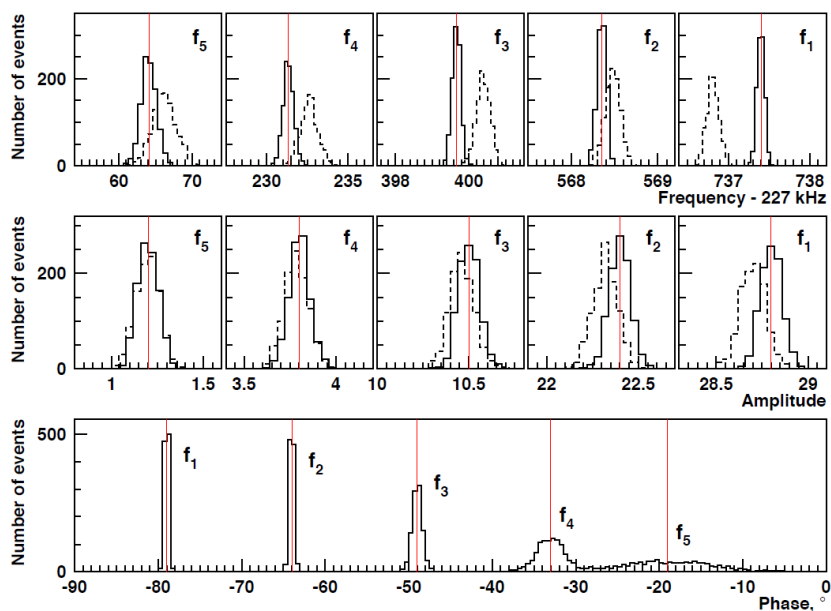 Number of events
200
0
f5
f4
f3
f2
f1
60 70 230 235 398 400 568 569 737 738
Frequency - 227 kHz
Number of events
200
0
f5
f4
f3
f2
f1
1 1.5 3.5 4 10 10.5 22 22.5 28.5 29
Amplitude
Number of events
500
0
f1
f2
f3
f4
f5
-90 -80 -70 -60 -50 -40 -30 -20 -10 0
Phase, °